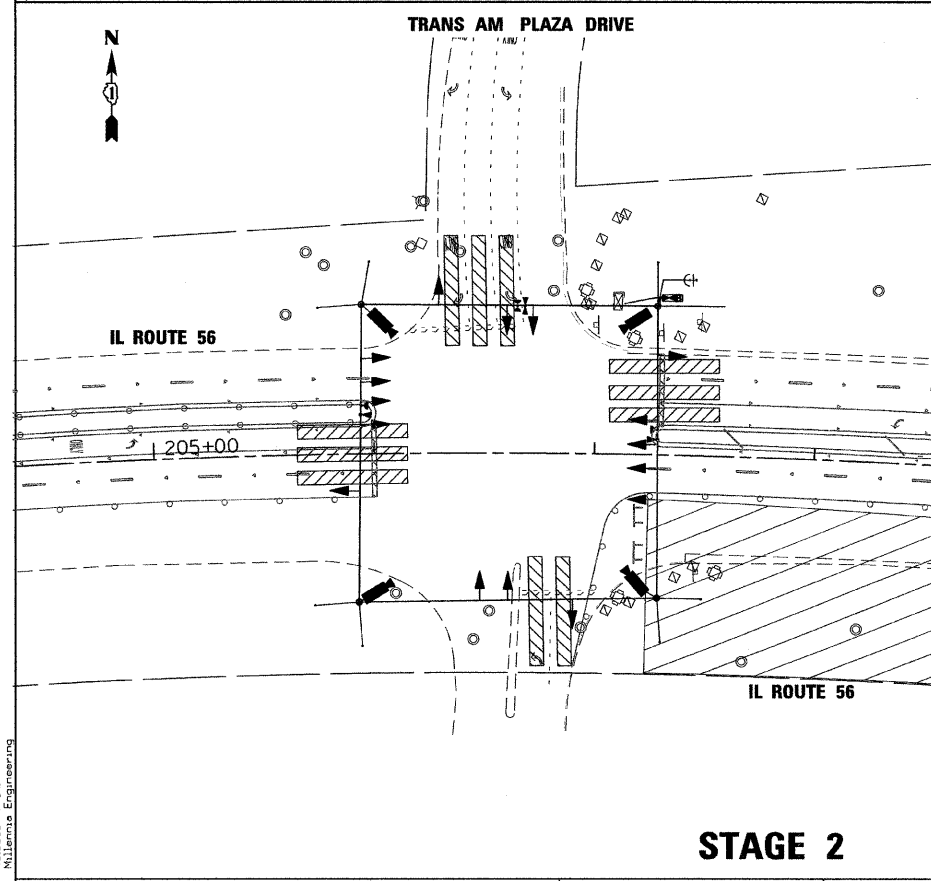 TRANS AM PLAZA DRIVE
N
1
IL ROUTE 56
205+00
IL ROUTE 56
STAGE 2
Millennia Engineering